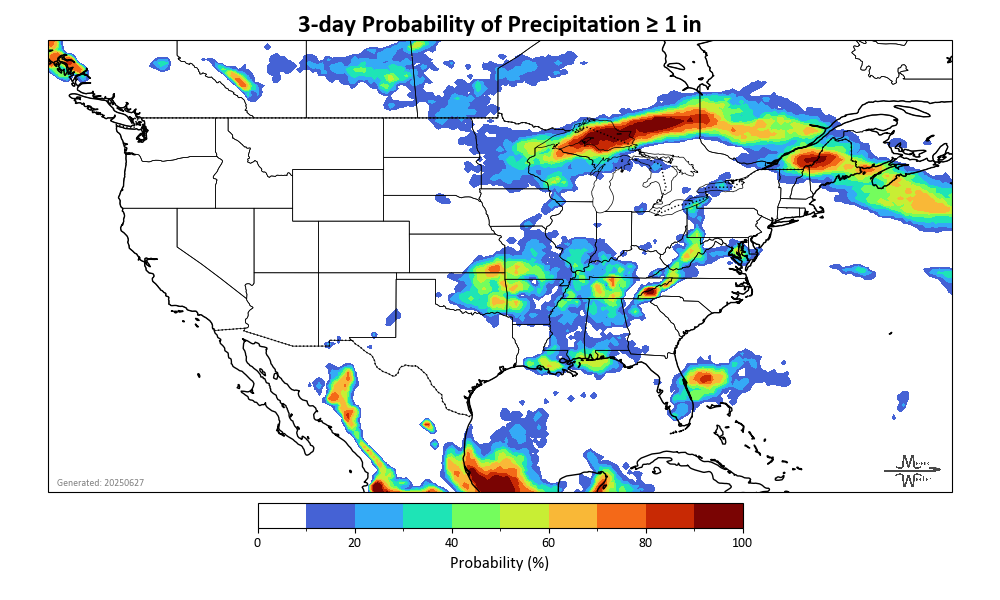 3-day Probability of Precipitation ≥ 1 in
Generated: 20250627
0 20 40 60 80 100
Probability (%)